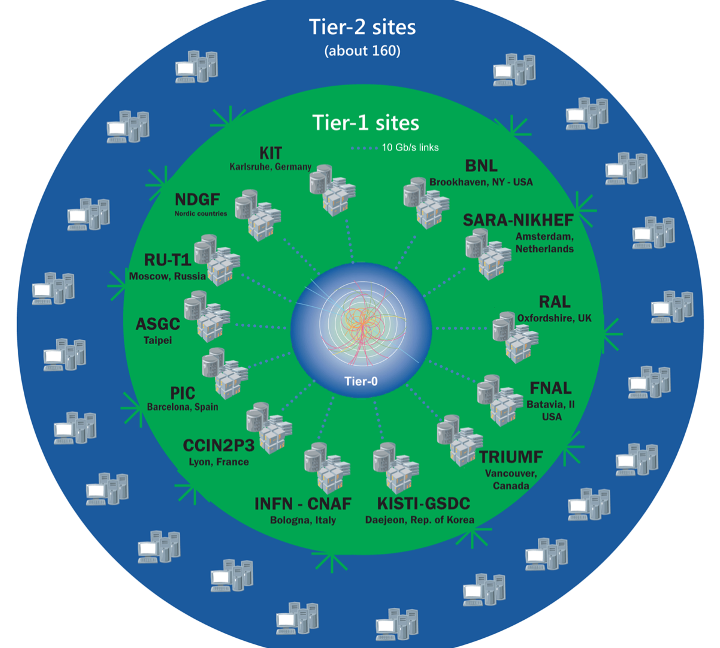 Tier-2 sites
(about 160)
Tier-1 sites
10 Gb/s links
KIT
Karlsruhe, Germany
BNL
Brookhaven, NY - USA
NDGF
Nordic countries
SARA-NIKHEF
Amsterdam,
Netherlands
RU-T1
Moscow, Russia
RAL
Oxfordshire, UK
ASGC
Taipei
Tier-0
PIC
Barcelona, Spain
FNAL
Batavia, Il
USA
CCIN2P3
Lyon, France
TRIUMF
Vancouver,
Canada
INFN - CNAF
Bologna, Italy
KISTI-GSDC
Daejeon, Rep. of Korea